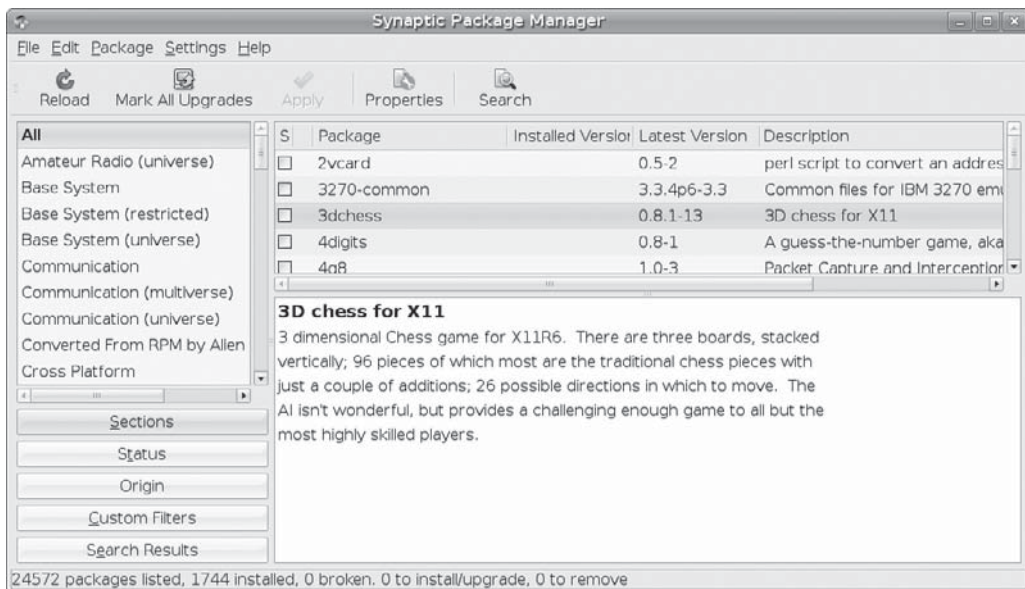 Synaptic Package Manager
File Edit Package Settings Help
Reload Mark All Upgrades Apply Properties Search
All
Amateur Radio (universe)
Base System
Base System (restricted)
Base System (universe)
Communication
Communication (multiverse)
Communication (universe)
Converted From RPM by Alien
Cross Platform
Sections
Status
Origin
Custom Filters
Search Results
S Package Installed Version Latest Version Description
2vcard 0.5-2 perl script to convert an addres
3270-common 3.3.4p6-3.3 Common files for IBM 3270 emu
3dchess 0.8.1-13 3D chess for X11
4digits 0.8-1 A guess-the-number game, aka
4g8 1.0-3 Packet Capture and Interception
3D chess for X11
3 dimensional Chess game for X11R6. There are three boards, stacked
vertically; 96 pieces of which most are the traditional chess pieces with
just a couple of additions; 26 possible directions in which to move. The
AI isn't wonderful, but provides a challenging enough game to all but the
most highly skilled players.
24572 packages listed, 1744 installed, 0 broken. 0 to install/upgrade, 0 to remove